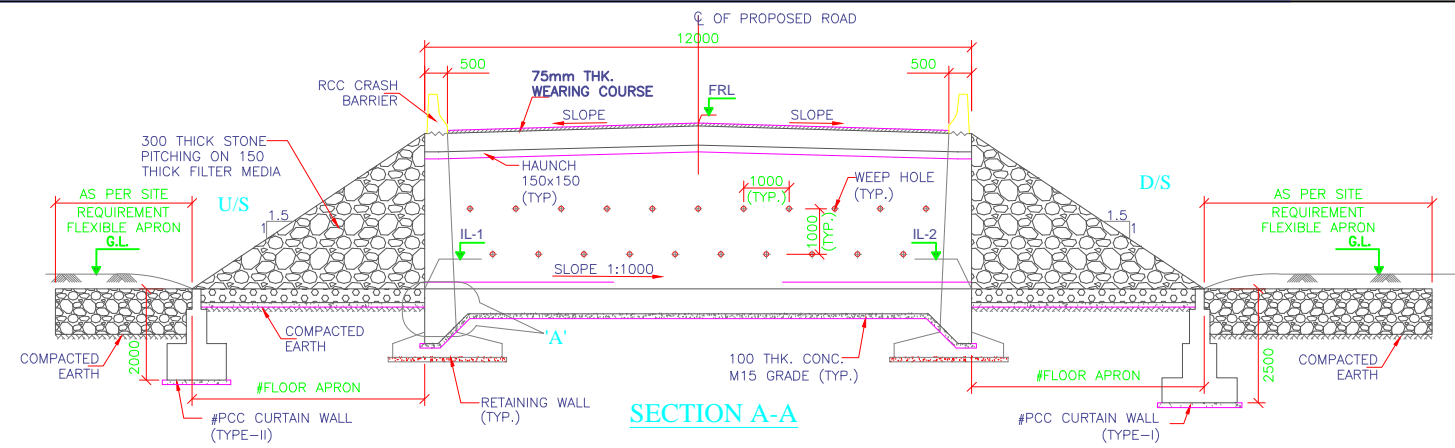 ℄ OF PROPOSED ROAD
12000
500
500
RCC CRASH
BARRIER
75mm THK.
WEARING COURSE
FRL
SLOPE
SLOPE
300 THICK STONE
PITCHING ON 150
THICK FILTER MEDIA
HAUNCH
150x150
(TYP)
1000
(TYP.)
WEEP HOLE
(TYP.)
AS PER SITE
REQUIREMENT
FLEXIBLE APRON
G.L.
U/S
1.5
1
D/S
1.5
1
AS PER SITE
REQUIREMENT
FLEXIBLE APRON
G.L.
1000
(TYP.)
IL-1
IL-2
SLOPE 1:1000
COMPACTED
EARTH
'A'
COMPACTED
EARTH
2000
#FLOOR APRON
100 THK. CONC.
M15 GRADE (TYP.)
#FLOOR APRON
2500
COMPACTED
EARTH
#PCC CURTAIN WALL
(TYPE-II)
RETAINING WALL
(TYP.)
SECTION A-A
#PCC CURTAIN WALL
(TYPE-I)